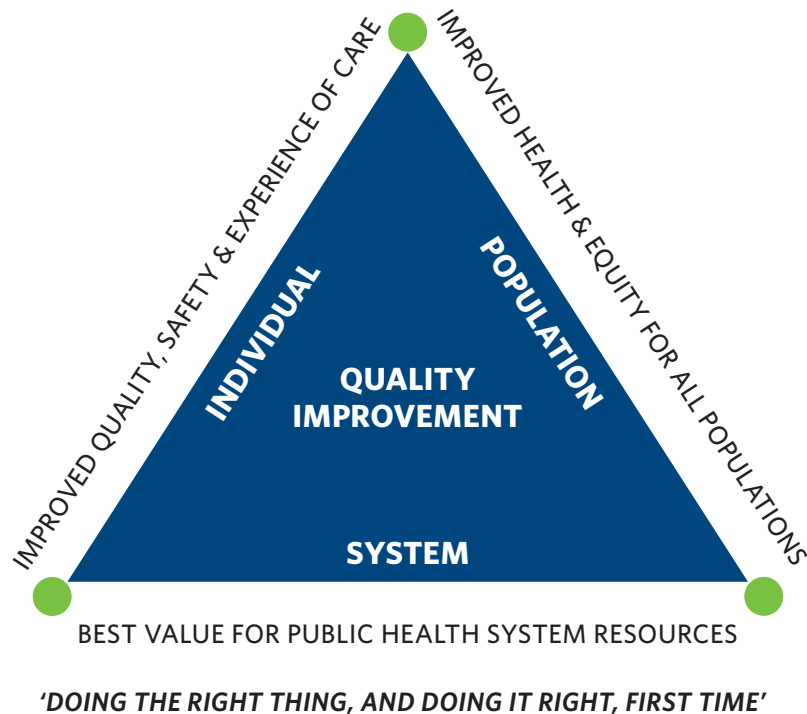 IMPROVED QUALITY, SAFETY & EXPERIENCE OF CARE
IMPROVED HEALTH & EQUITY FOR ALL POPULATIONS
INDIVIDUAL
POPULATION
QUALITY
IMPROVEMENT
SYSTEM
BEST VALUE FOR PUBLIC HEALTH SYSTEM RESOURCES
‘DOING THE RIGHT THING, AND DOING IT RIGHT, FIRST TIME’